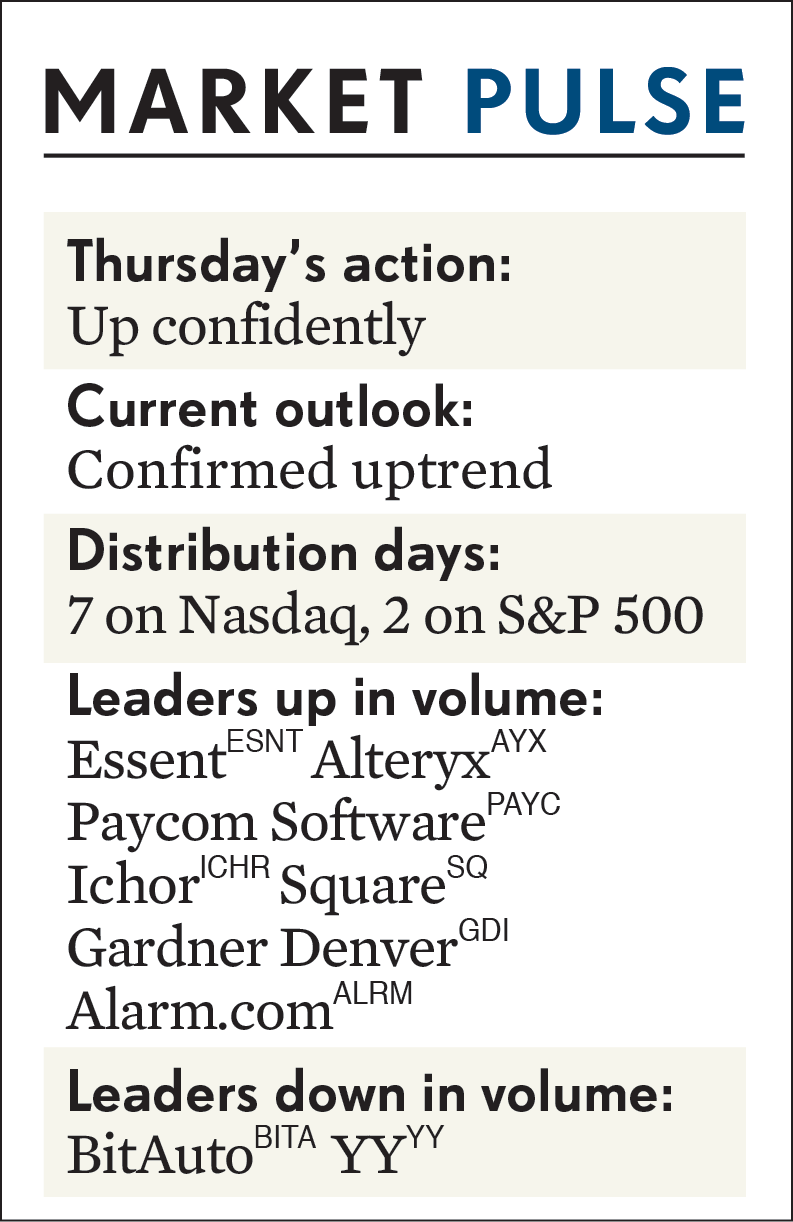 MARKET PULSE
Thursday’s action:
Up confidently
Current outlook:
Confirmed uptrend
Distribution days:
7 on Nasdaq, 2 on S&P 500
Leaders up in volume:
Essent ESNT Alteryx AYX
Paycom Software PAYC
Ichor ICHR Square SQ
Gardner Denver GDI
Alarm.com ALRM
Leaders down in volume:
BitAuto BITA YY YY